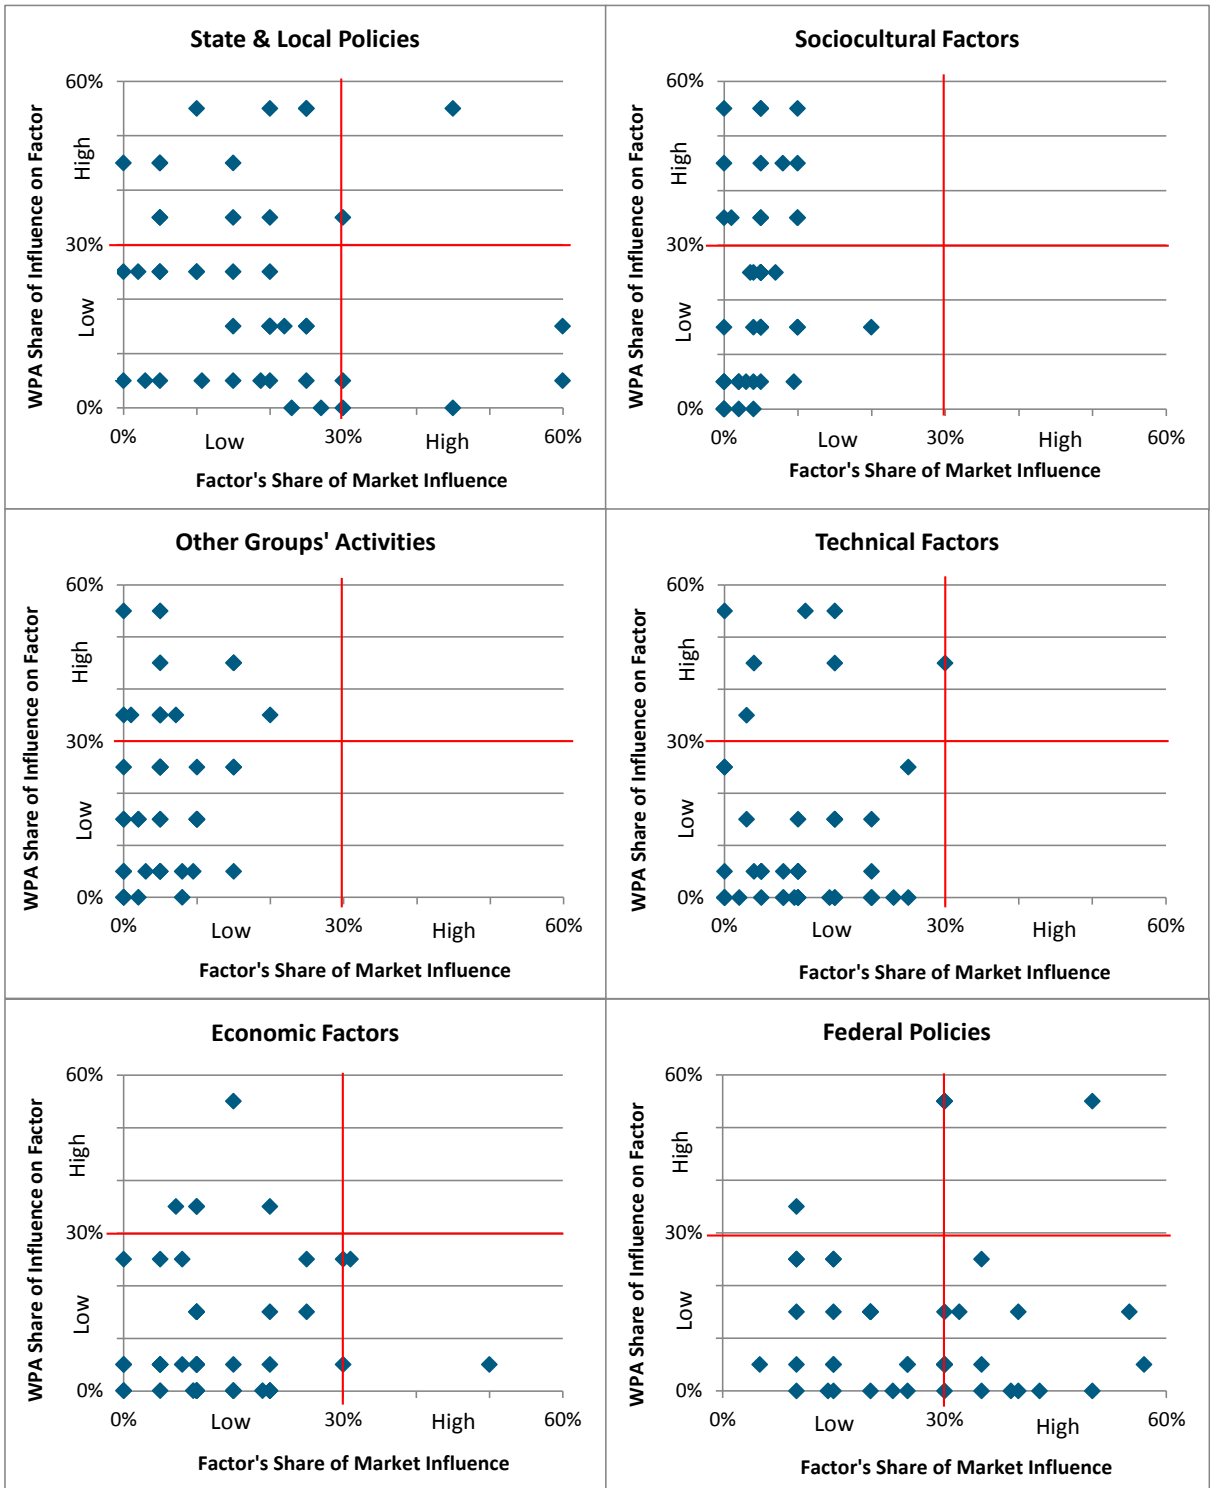 State & Local Policies
60%
30%
0%
WPA Share of Influence on Factor
High
Low
0%
Low
30%
High
60%
Factor's Share of Market Influence
Sociocultural Factors
60%
30%
0%
WPA Share of Influence on Factor
High
Low
0%
Low
30%
High
60%
Factor's Share of Market Influence
Other Groups' Activities
60%
30%
0%
WPA Share of Influence on Factor
High
Low
0%
Low
30%
High
60%
Factor's Share of Market Influence
Technical Factors
60%
30%
0%
WPA Share of Influence on Factor
High
Low
0%
Low
30%
High
60%
Factor's Share of Market Influence
Economic Factors
60%
30%
0%
WPA Share of Influence on Factor
High
Low
0%
Low
30%
High
60%
Factor's Share of Market Influence
Federal Policies
60%
30%
0%
WPA Share of Influence on Factor
High
Low
0%
Low
30%
High
60%
Factor's Share of Market Influence